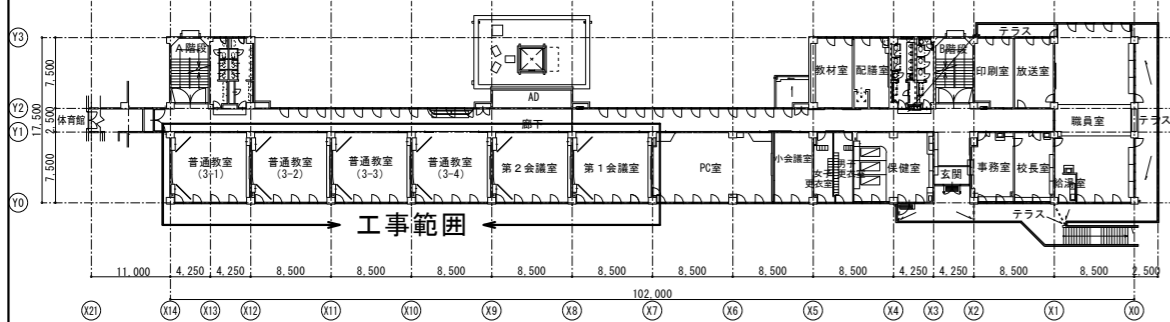 Y3
テラス
A階段
B階段
7,500
教材室
配膳室
印刷室
放送室
AD
Y2
体育館
17,500
2,500
廊下
職員室
テラス
Y1
普通教室
(3-1)
普通教室
(3-2)
普通教室
(3-3)
普通教室
(3-4)
第2会議室
第1会議室
PC室
小会議室
女子
更衣室
男子
更衣室
保健室
玄関
事務室
校長室
給湯室
7,500
Y0
工事範囲
テラス
11,000
4,250
4,250
8,500
8,500
8,500
8,500
8,500
8,500
8,500
8,500
4,250
4,250
8,500
8,500
2,500
102,000
X21
X14
X13
X12
X11
X10
X9
X8
X7
X6
X5
X4
X3
X2
X1
X0